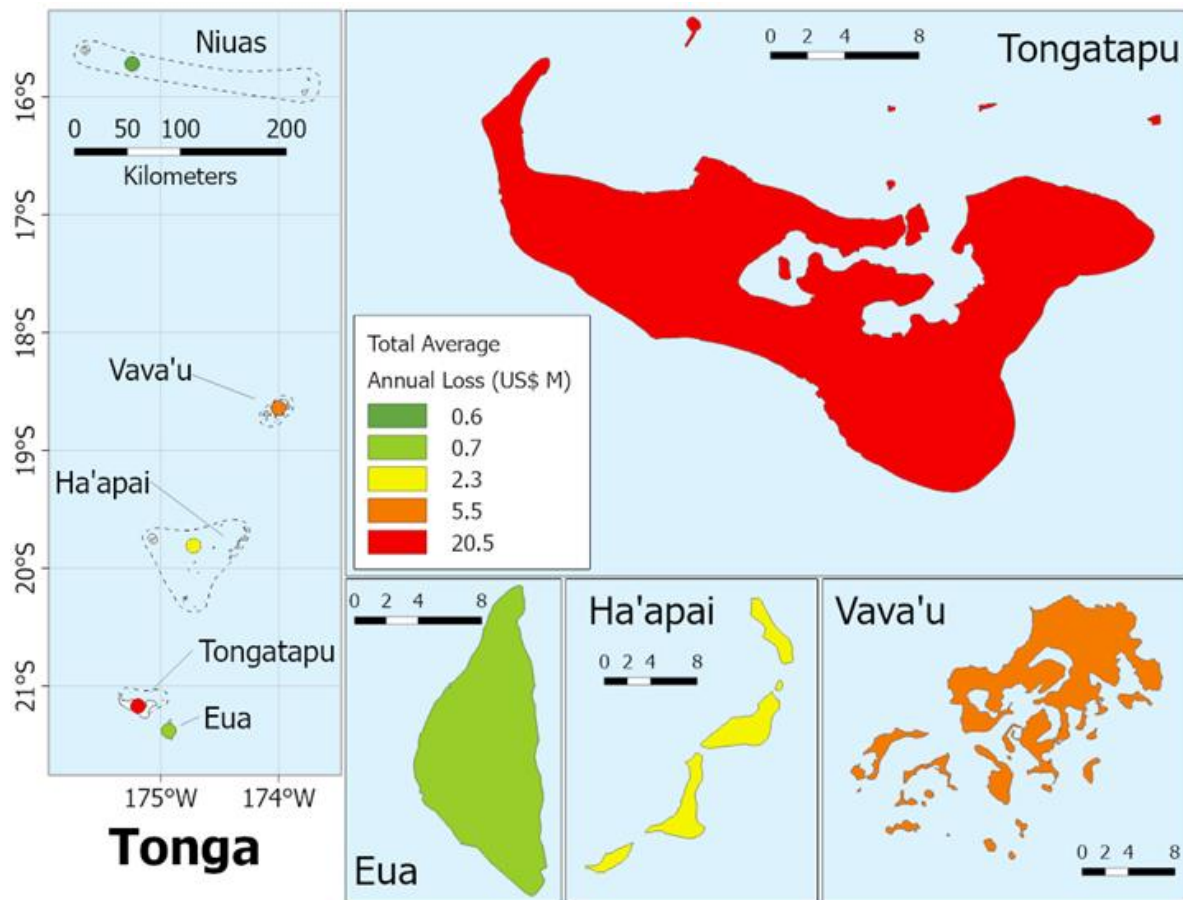 Niuas
0 50 100 200
Kilometers
16°S
17°S
18°S
19°S
20°S
21°S
Vava'u
Ha'apai
Tongatapu
Eua
175°W 174°W
Tonga
0 2 4 8
Tongatapu
Total Average
Annual Loss (US$ M)
0.6
0.7
2.3
5.5
20.5
0 2 4 8
Eua
Ha'apai
0 2 4 8
Vava'u
0 2 4 8